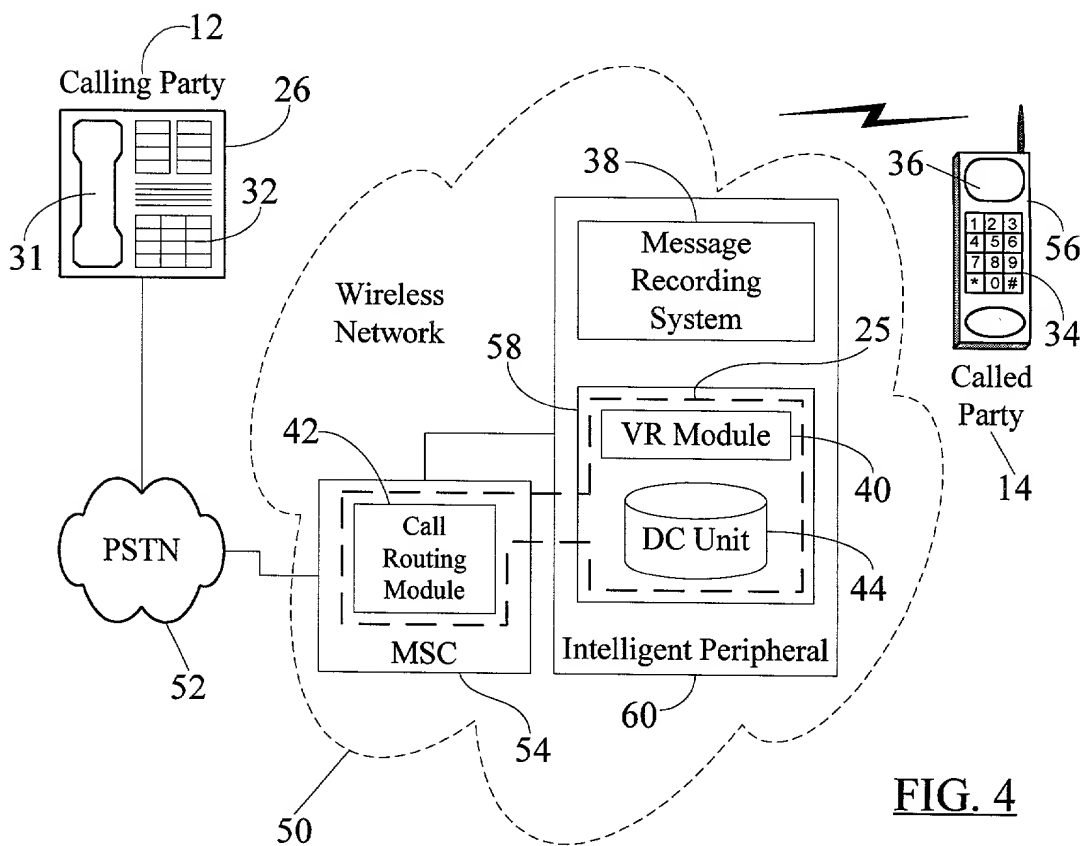 12
Calling Party
26
32
31
38
Message
Recording
System
36
1 2 3
4 5 6
7 8 9
* 0 #
56
34
Called
Party
14
Wireless
Network
58
25
VR Module
40
DC Unit
44
42
Call
Routing
Module
MSC
54
Intelligent Peripheral
60
PSTN
52
50
FIG. 4